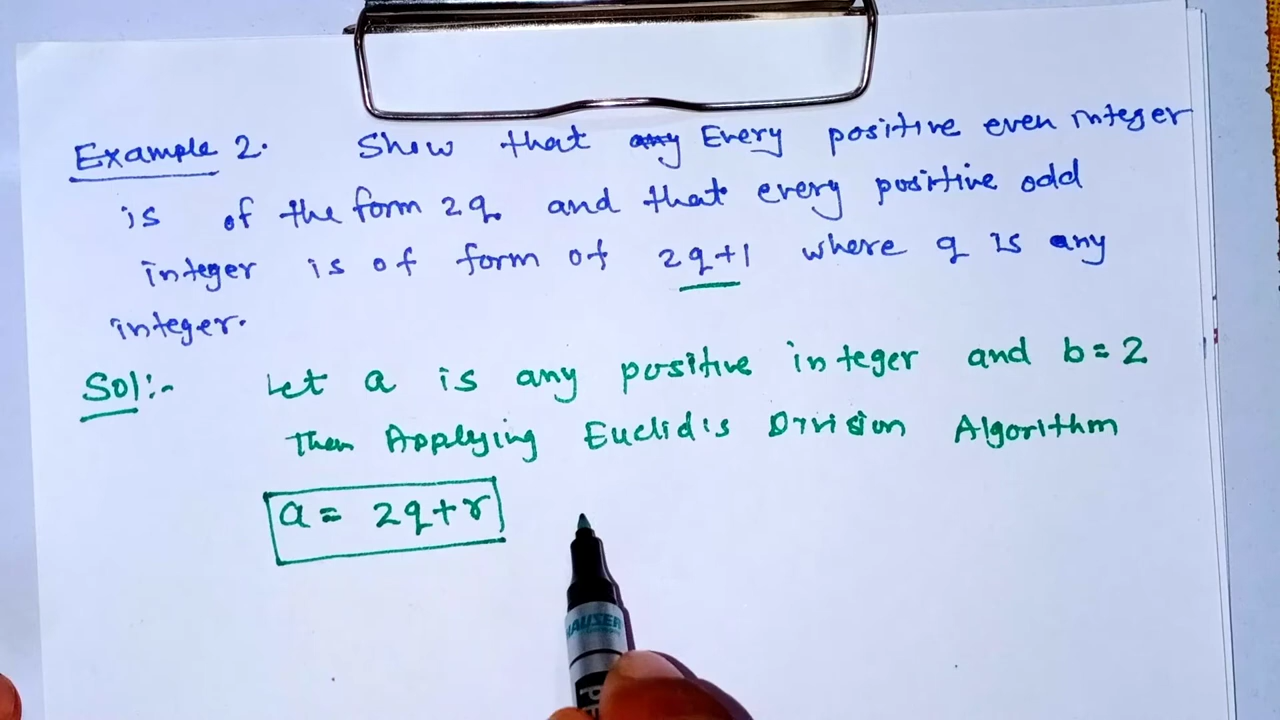 Example 2. Show that any Every positive even integer
is of the form 2q and that every positive odd
integer is of form of 2q+1 where q is any
integer.
Sol:- Let a is any positive integer and b=2
Then Applying Euclid's Division Algorithm
a = 2q+r
HAUSER